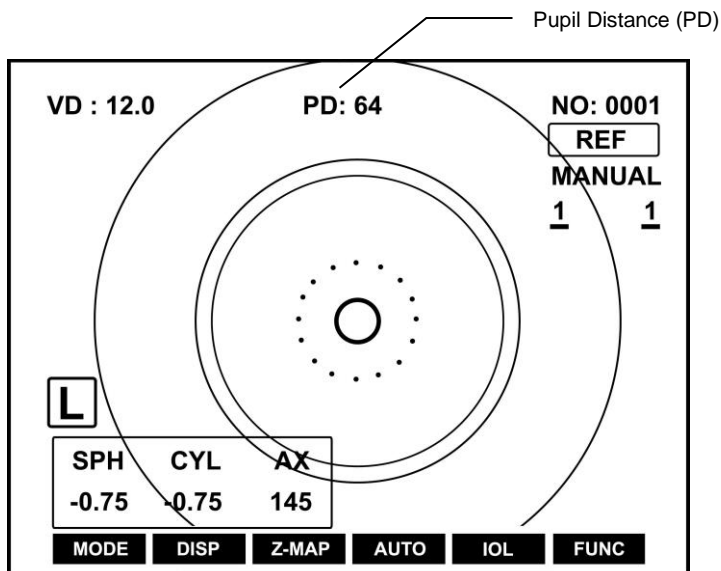 Pupil Distance (PD)
VD : 12.0 PD: 64 NO: 0001
REF
MANUAL
1 1
L
SPH CYL AX
-0.75 -0.75 145
MODE DISP Z-MAP AUTO IOL FUNC